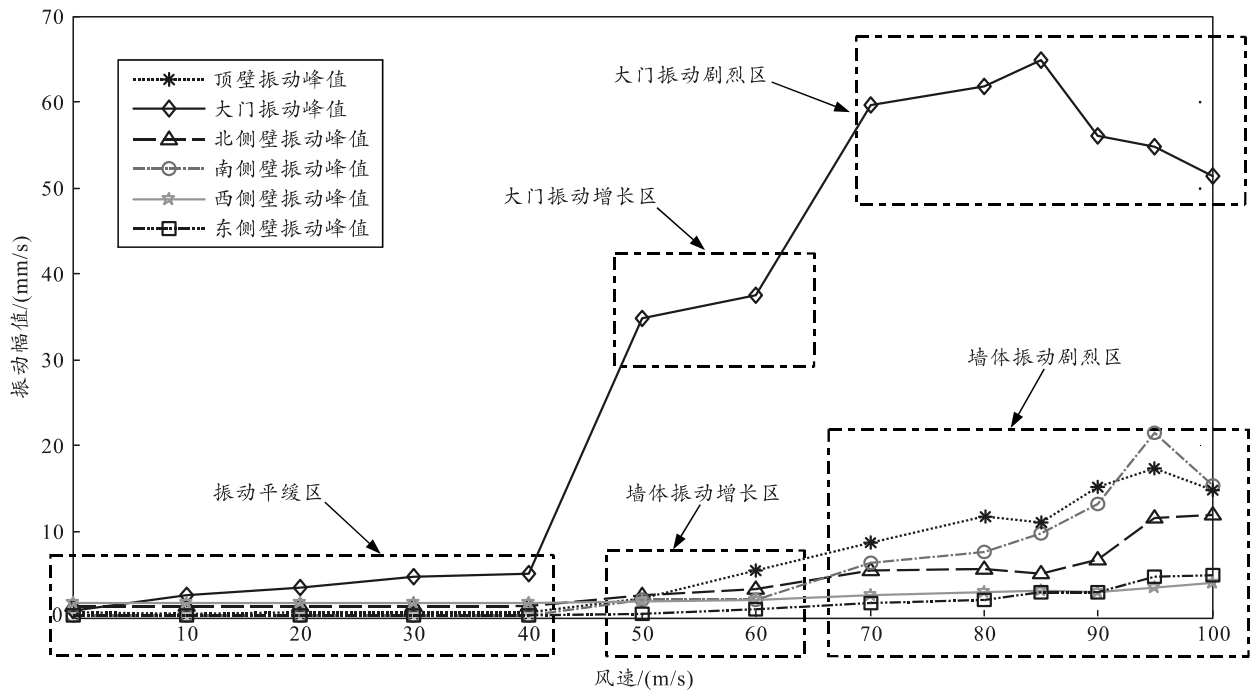 70
60
50
40
30
20
10
0
振动幅值/(mm/s)
顶壁振动峰值
大门振动峰值
北侧壁振动峰值
南侧壁振动峰值
西侧壁振动峰值
东侧壁振动峰值
大门振动剧烈区
大门振动增长区
墙体振动剧烈区
振动平缓区
墙体振动增长区
10 20 30 40 50 60 70 80 90 100
风速/(m/s)